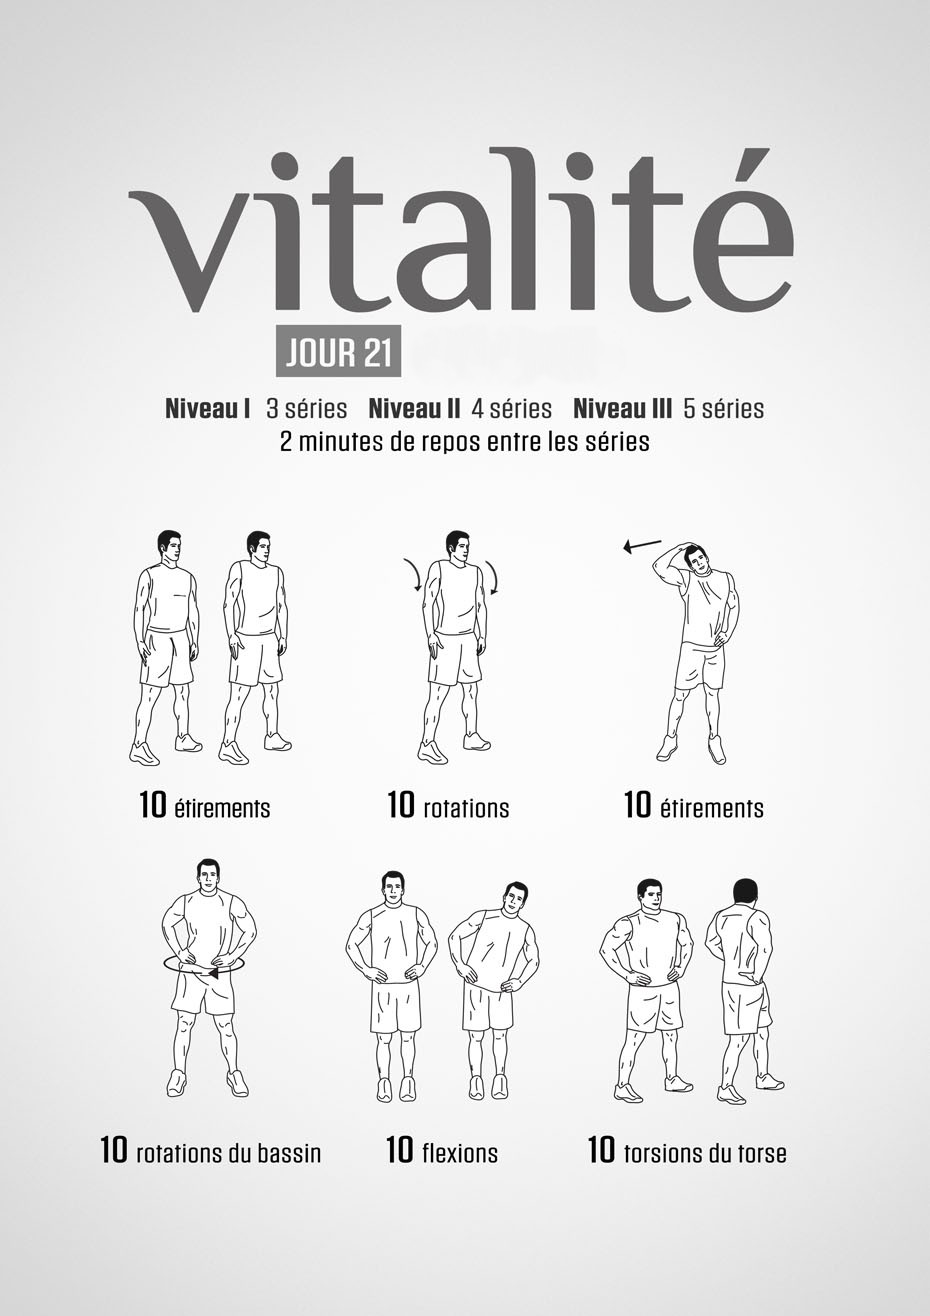 vitalité
JOUR 21
Niveau I 3 séries Niveau II 4 séries Niveau III 5 séries
2 minutes de repos entre les séries
10 étirements
10 rotations
10 étirements
10 rotations du bassin
10 flexions
10 torsions du torse